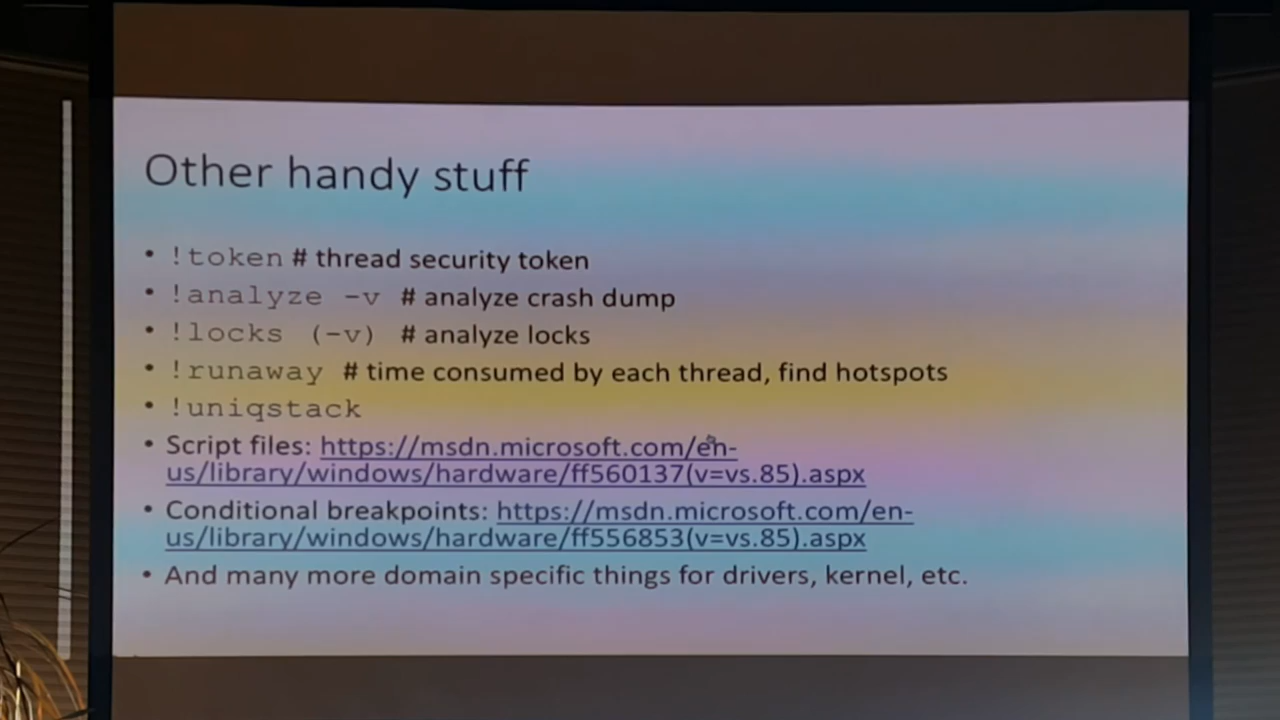 Other handy stuff
• !token # thread security token
• !analyze -v # analyze crash dump
• !locks (-v) # analyze locks
• !runaway # time consumed by each thread, find hotspots
• !uniqstack
• Script files: https://msdn.microsoft.com/en-
us/library/windows/hardware/ff560137(v=vs.85).aspx
• Conditional breakpoints: https://msdn.microsoft.com/en-
us/library/windows/hardware/ff556853(v=vs.85).aspx
• And many more domain specific things for drivers, kernel, etc.